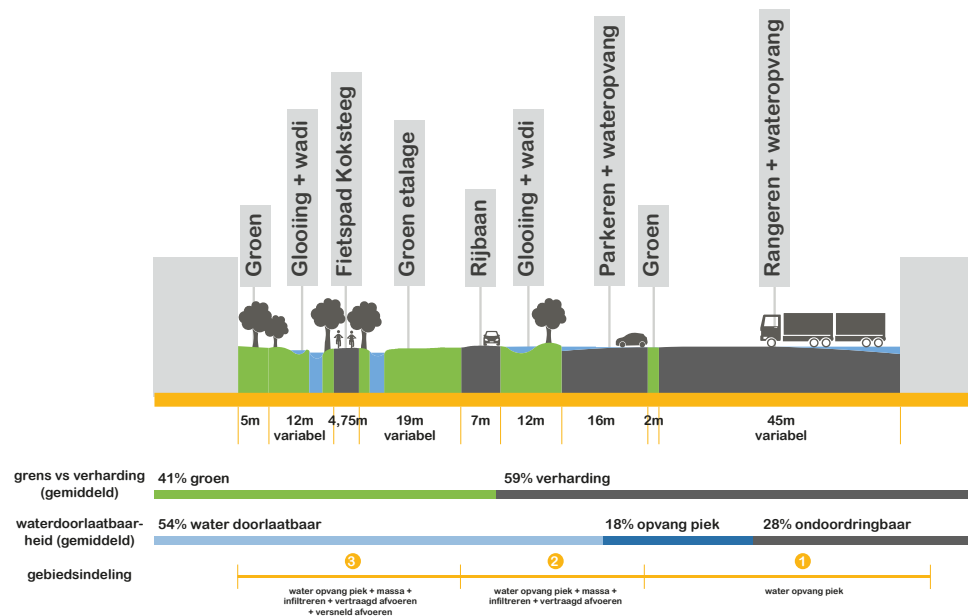 Groen
Glooiing + wadi
Fietspad Koksteeg
Groen etalage
Rijbaan
Glooiing + wadi
Parkeren + wateropvang
Groen
Rangeren + wateropvang
5m
12m
variabel
4,75m
19m
variabel
7m
12m
16m
2m
45m
variabel
grens vs verharding
(gemiddeld)
41% groen
59% verharding
waterdoorlaatbaar-
heid (gemiddeld)
54% water doorlaatbaar
18% opvang piek
28% ondoordringbaar
gebiedsindeling
3
water opvang piek + massa +
infiltreren + vertraagd afvoeren
+ versneld afvoeren
2
water opvang piek + massa +
infiltreren + vertraagd afvoeren
1
water opvang piek